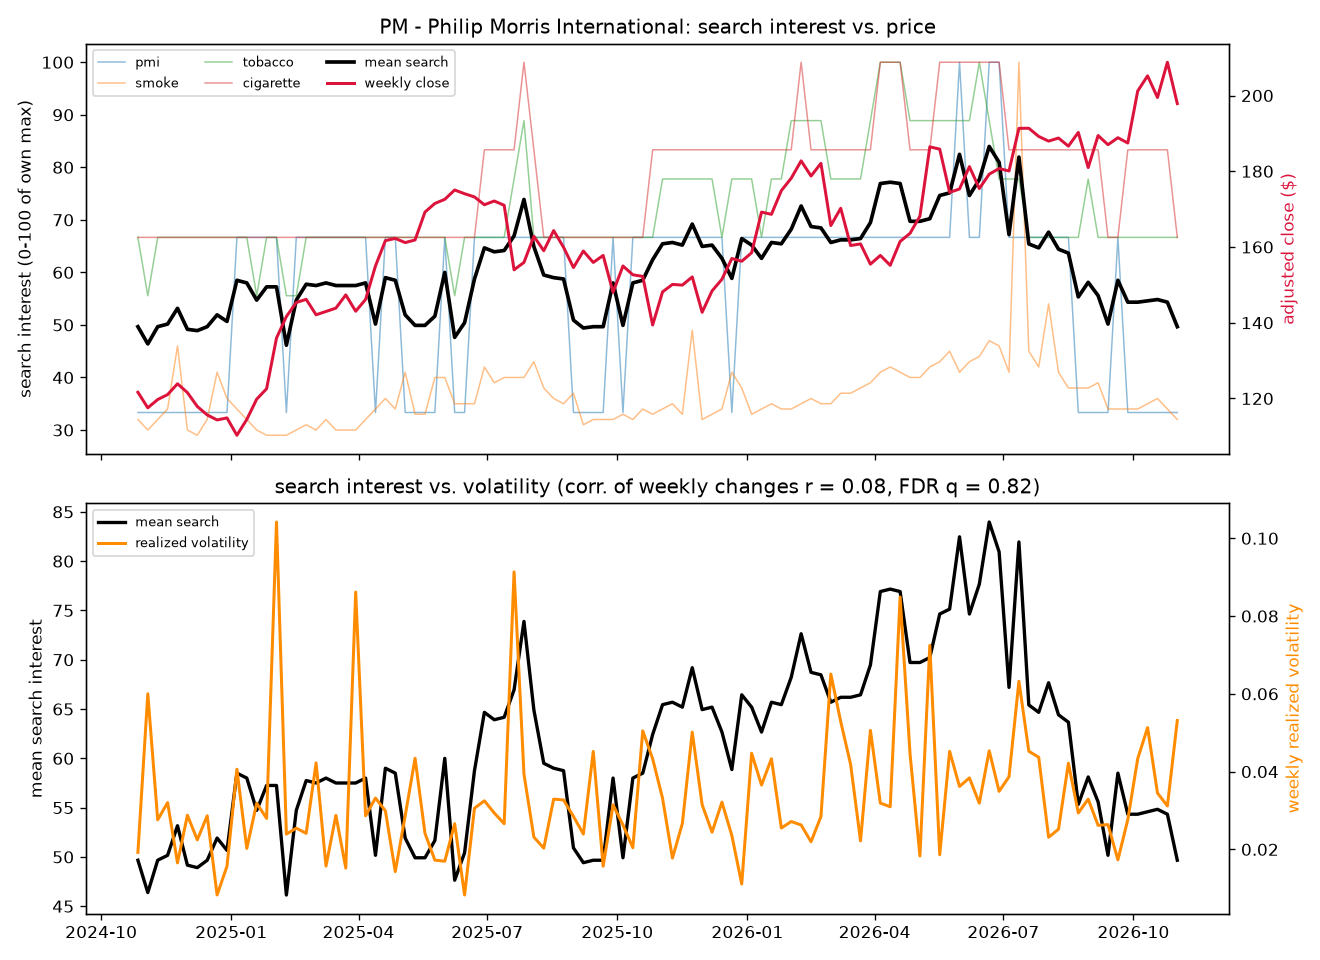 PM - Philip Morris International: search interest vs. price
pmi
smoke
tobacco
cigarette
mean search
weekly close
search interest (0-100 of own max)
100
90
80
70
60
50
40
30
adjusted close ($)
200
180
160
140
120
search interest vs. volatility (corr. of weekly changes r = 0.08, FDR q = 0.82)
mean search
realized volatility
mean search interest
85
80
75
70
65
60
55
50
45
weekly realized volatility
0.10
0.08
0.06
0.04
0.02
2024-10
2025-01
2025-04
2025-07
2025-10
2026-01
2026-04
2026-07
2026-10